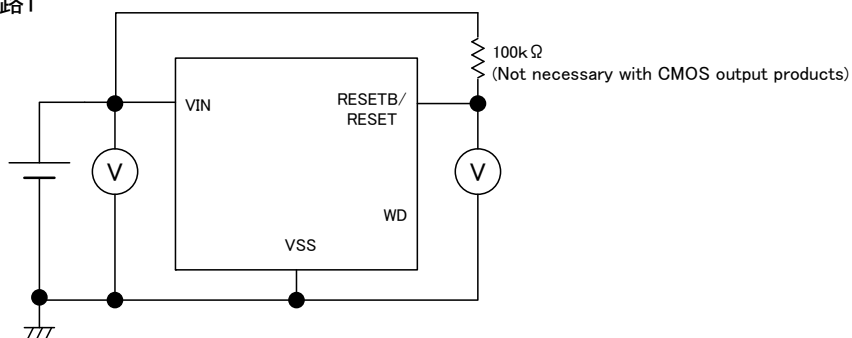 路1
100kΩ
(Not necessary with CMOS output products)
VIN
RESETB/
RESET
V
V
WD
VSS